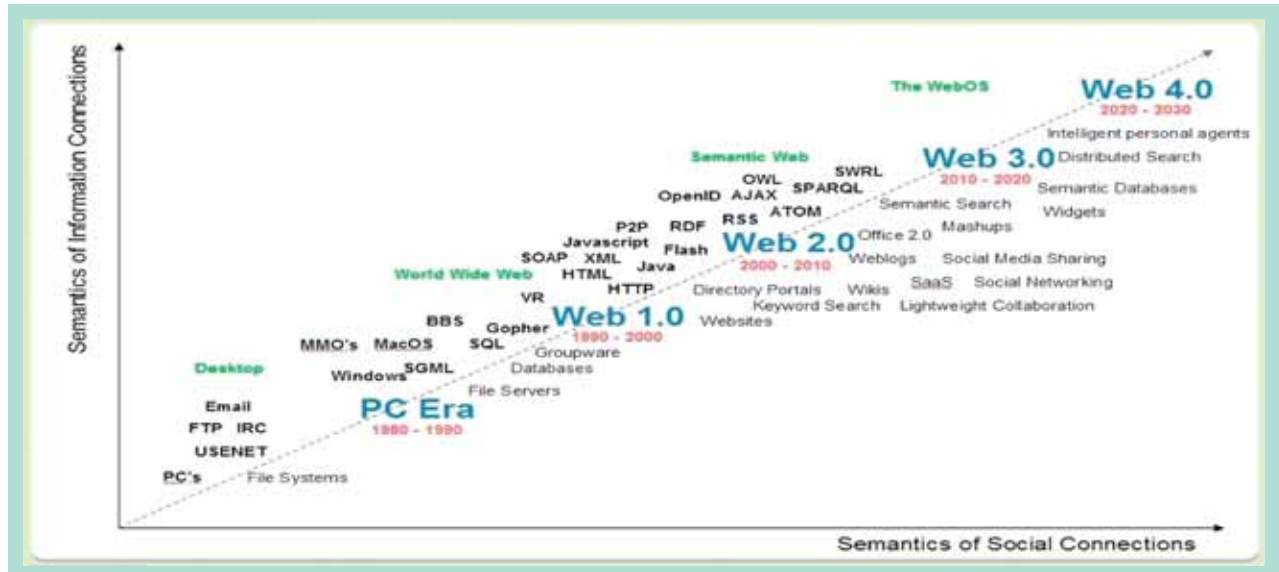 Semantics of Information Connections
The WebOS
Web 4.0
2020 - 2030
Intelligent personal agents
Semantic Web
Web 3.0
Distributed Search
2010 - 2020
SWRL
OWL
SPARQL
Semantic Databases
OpenID
AJAX
Semantic Search
Widgets
RSS
ATOM
P2P
RDF
Mashups
Javascript
Flash
Web 2.0
Office 2.0
SOAP
XML
Java
2000 - 2010
Weblogs
Social Media Sharing
World Wide Web
HTML
HTTP
Directory Portals
Wikis
SaaS
Social Networking
VR
Keyword Search
Lightweight Collaboration
BBS
Gopher
Web 1.0
Websites
1990 - 2000
MMO's
MacOS
SQL
Groupware
Desktop
Windows
SGML
Databases
File Servers
Email
PC Era
1980 - 1990
FTP
IRC
USENET
PC's
File Systems
Semantics of Social Connections